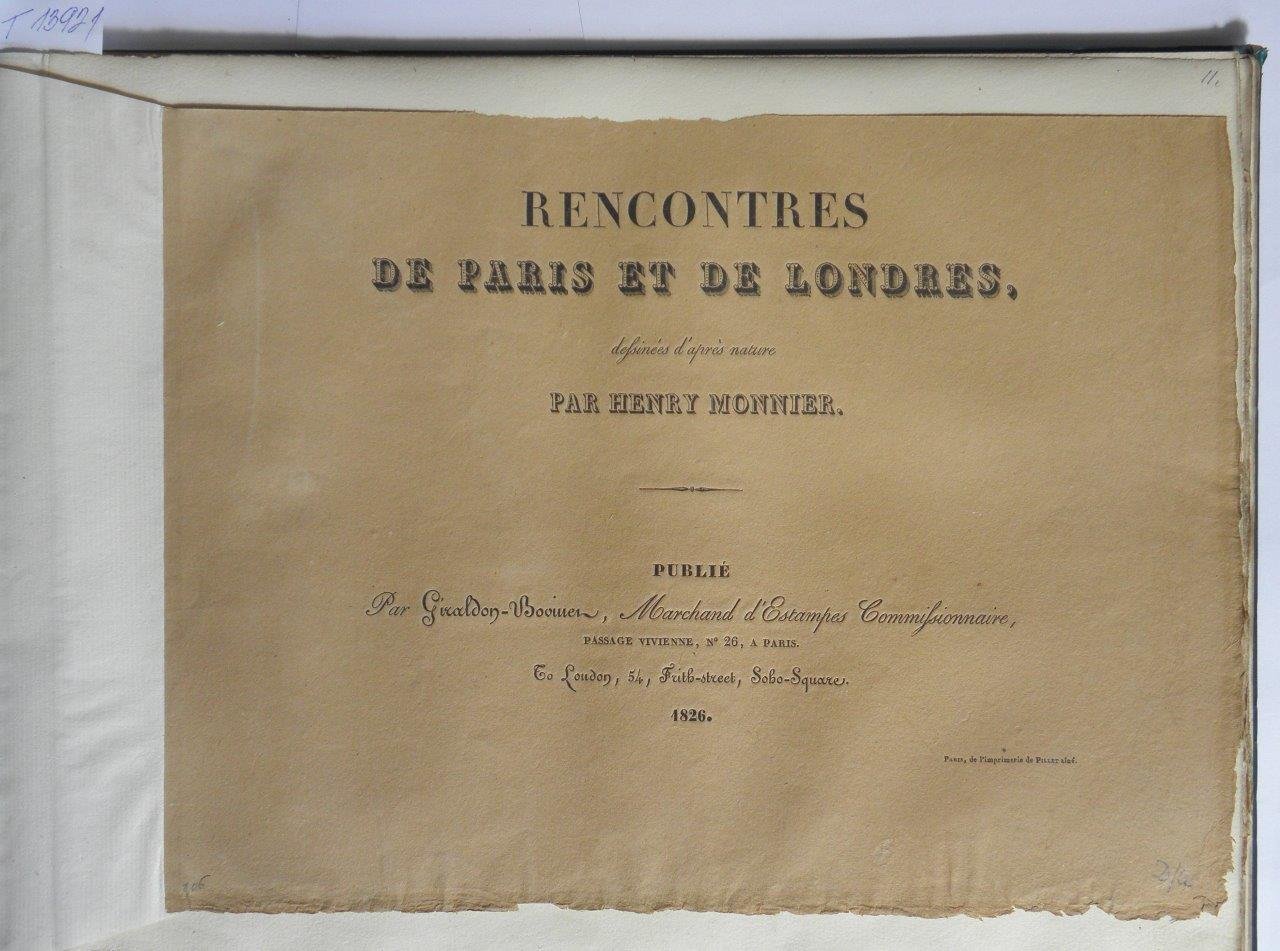 T 13921
11.
RENCONTRES
DE PARIS ET DE LONDRES,
deſsinées d'après nature
PAR HENRY MONNIER.
PUBLIÉ
Par Giraldon-Bovinet, Marchand d'Estampes Commiſsionnaire,
PASSAGE VIVIENNE, Nº 26, A PARIS.
To London, 54, Frith-street, Soho-Square.
1826.
PARIS, de l'imprimerie de PILLET aîné.